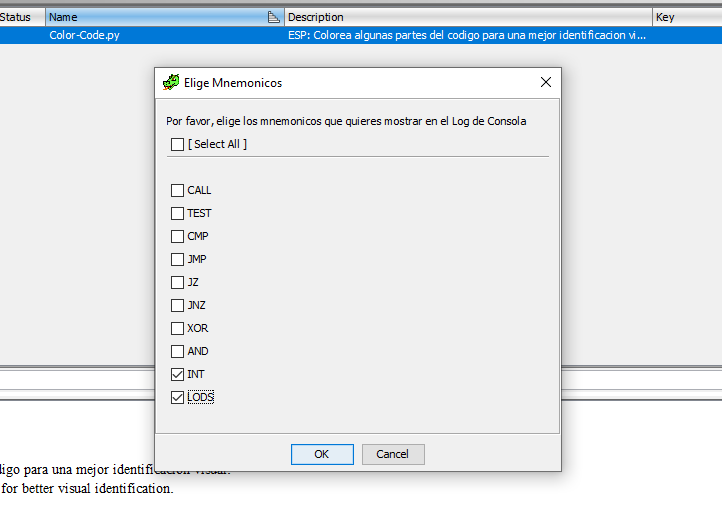 Status Name Description Key
Color-Code.py ESP: Colorea algunas partes del codigo para una mejor identificacion vi...
Elige Mnemonicos
Por favor, elige los mnemonicos que quieres mostrar en el Log de Consola
[ Select All ]
CALL
TEST
CMP
JMP
JZ
JNZ
XOR
AND
INT
LODS
OK Cancel
digo para una mejor identificacion visual.
for better visual identification.